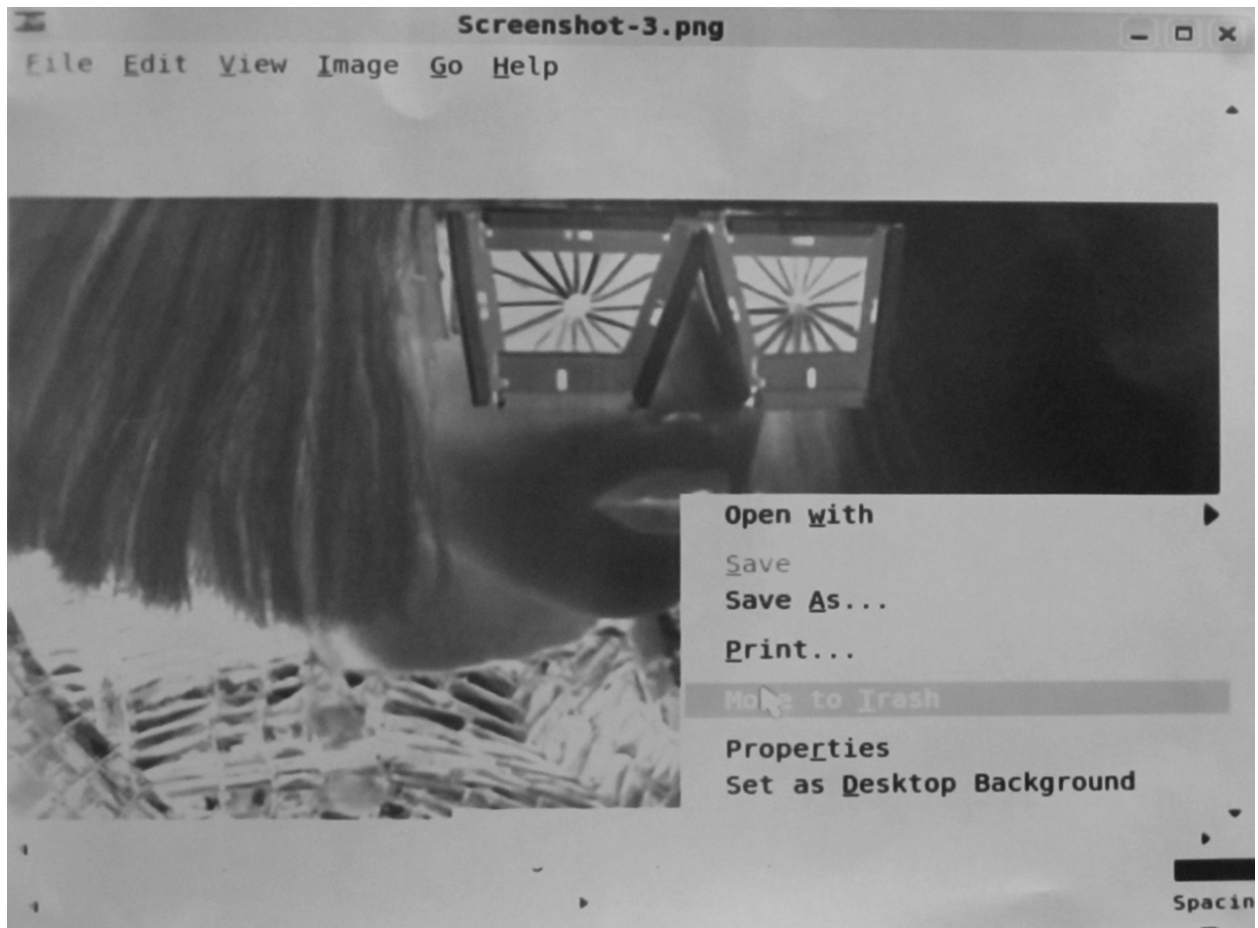 Screenshot-3.png
File Edit View Image Go Help
Open with
Save
Save As...
Print...
Move to Trash
Properties
Set as Desktop Background
Spacin